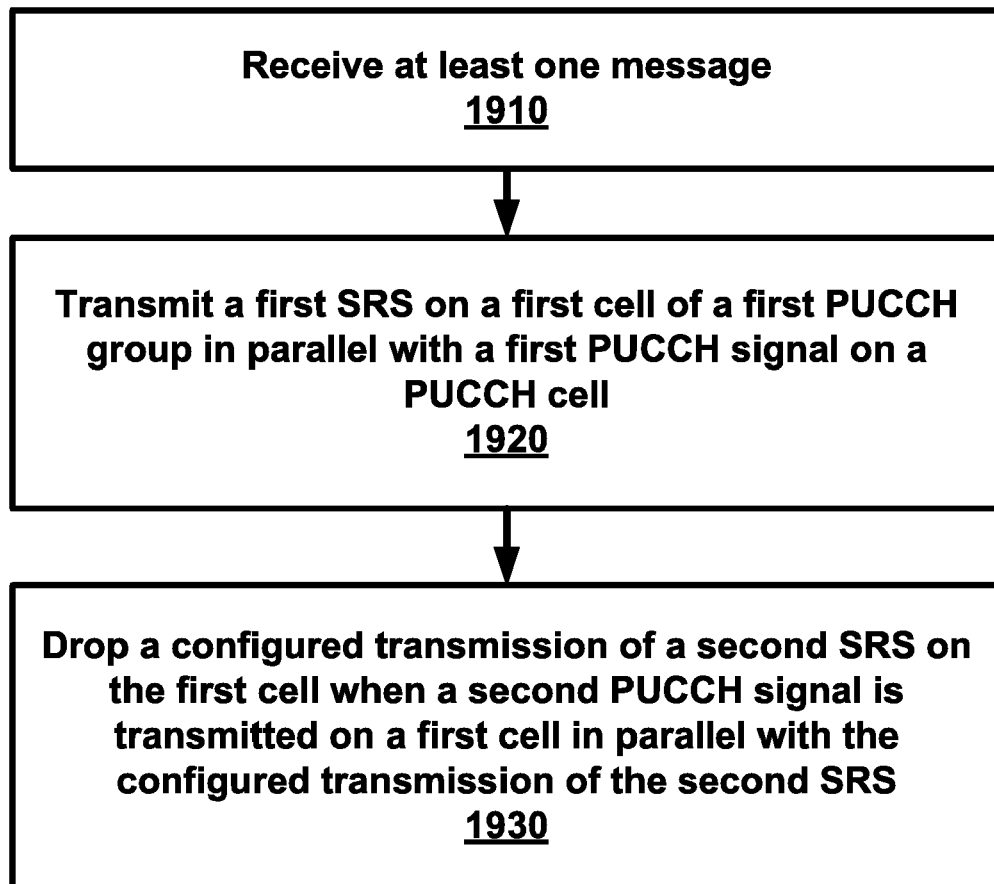 Receive at least one message
1910
Transmit a first SRS on a first cell of a first PUCCH
group in parallel with a first PUCCH signal on a
PUCCH cell
1920
Drop a configured transmission of a second SRS on
the first cell when a second PUCCH signal is
transmitted on a first cell in parallel with the
configured transmission of the second SRS
1930